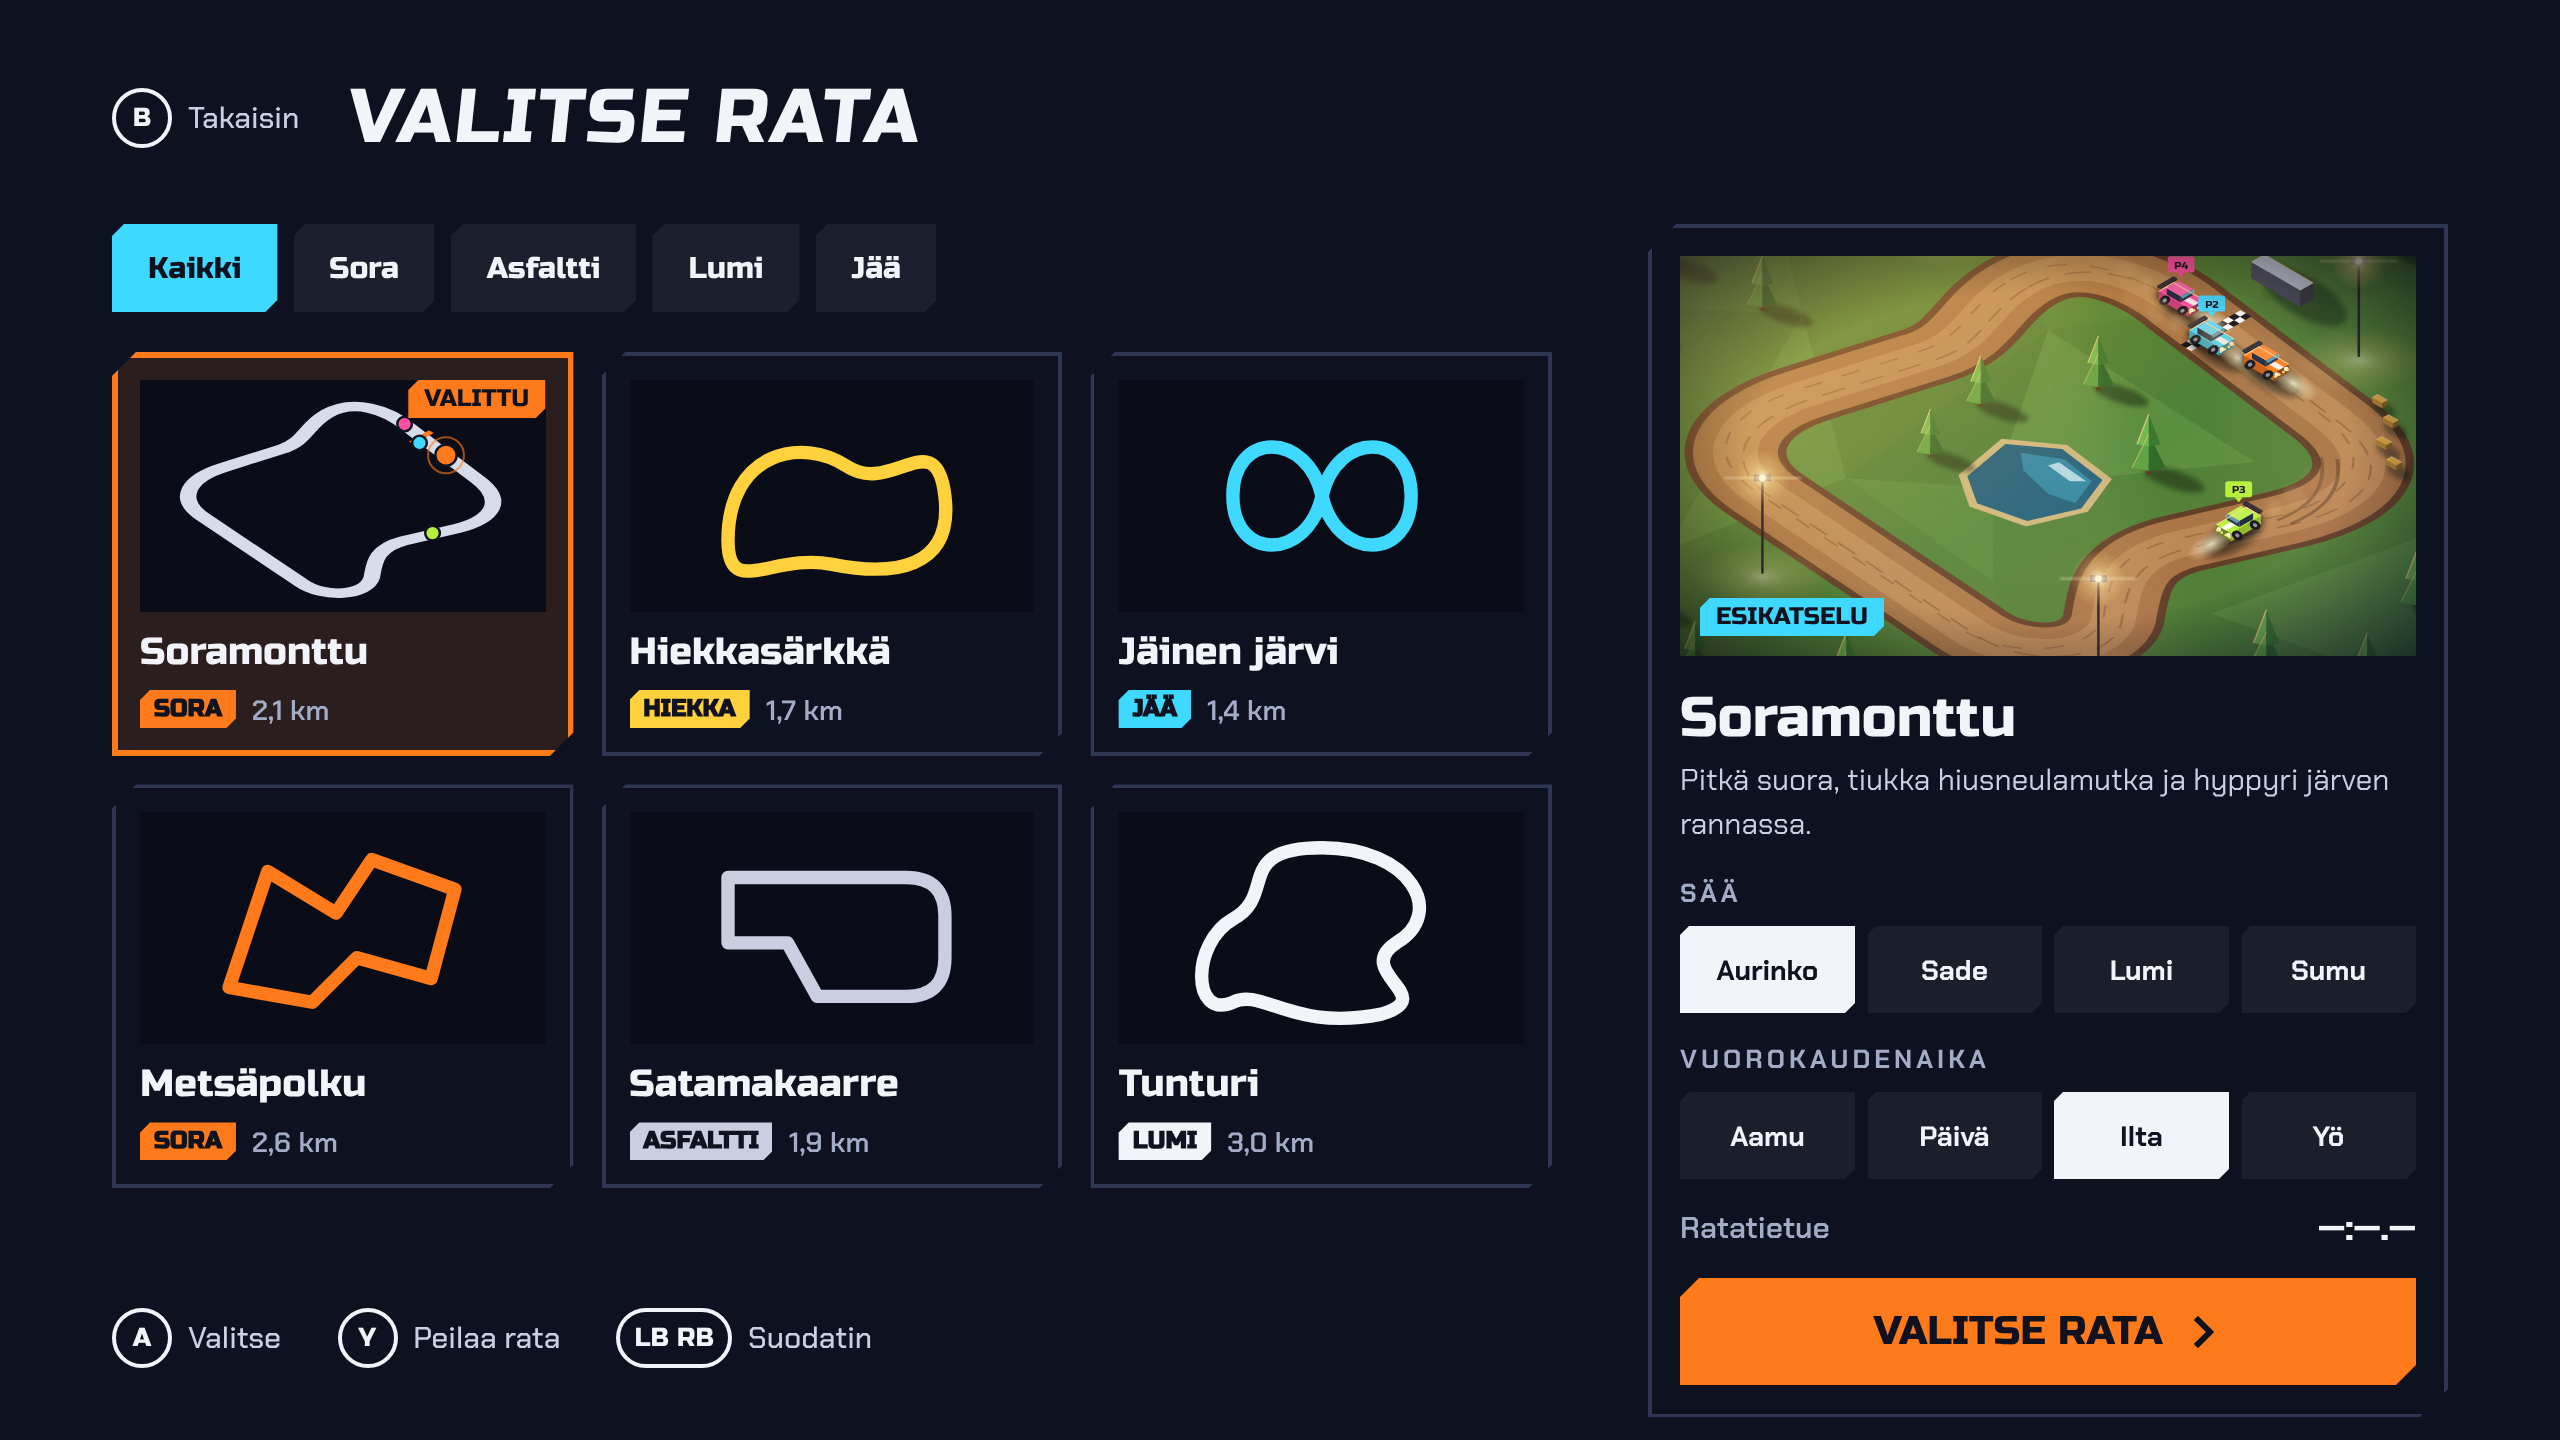 B Takaisin VALITSE RATA
Kaikki Sora Asfaltti Lumi Jää
VALITTU
Soramonttu
SORA 2,1 km
Hiekkasärkkä
HIEKKA 1,7 km
Jäinen järvi
JÄÄ 1,4 km
Metsäpolku
SORA 2,6 km
Satamakaarre
ASFALTTI 1,9 km
Tunturi
LUMI 3,0 km
A Valitse Y Peilaa rata LB RB Suodatin
P4
P2
P3
ESIKATSELU
Soramonttu
Pitkä suora, tiukka hiusneulamutka ja hyppyri järven
rannassa.
SÄÄ
Aurinko Sade Lumi Sumu
VUOROKAUDENAIKA
Aamu Päivä Ilta Yö
Ratatietue —:—.—
VALITSE RATA